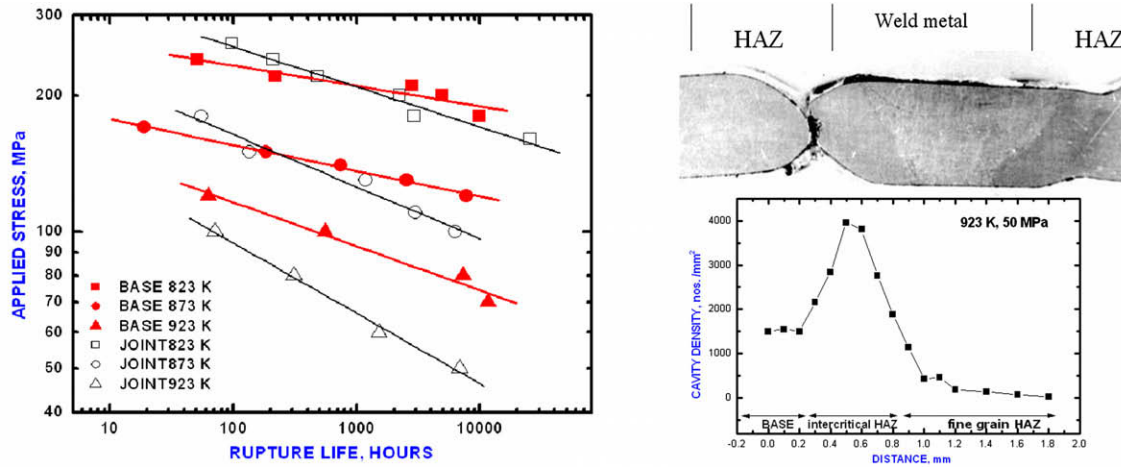 300
200
100
90
80
70
60
50
40
APPLIED STRESS, MPa
BASE 823 K
BASE 873 K
BASE 923 K
JOINT823 K
JOINT873 K
JOINT923 K
10 100 1000 10000
RUPTURE LIFE, HOURS
HAZ Weld metal HAZ
923 K, 50 MPa
4000
3000
2000
1000
0
CAVITY DENSITY, nos. /mm²
BASE intercritical HAZ fine grain HAZ
-0.2 0.0 0.2 0.4 0.6 0.8 1.0 1.2 1.4 1.6 1.8 2.0
DISTANCE, mm